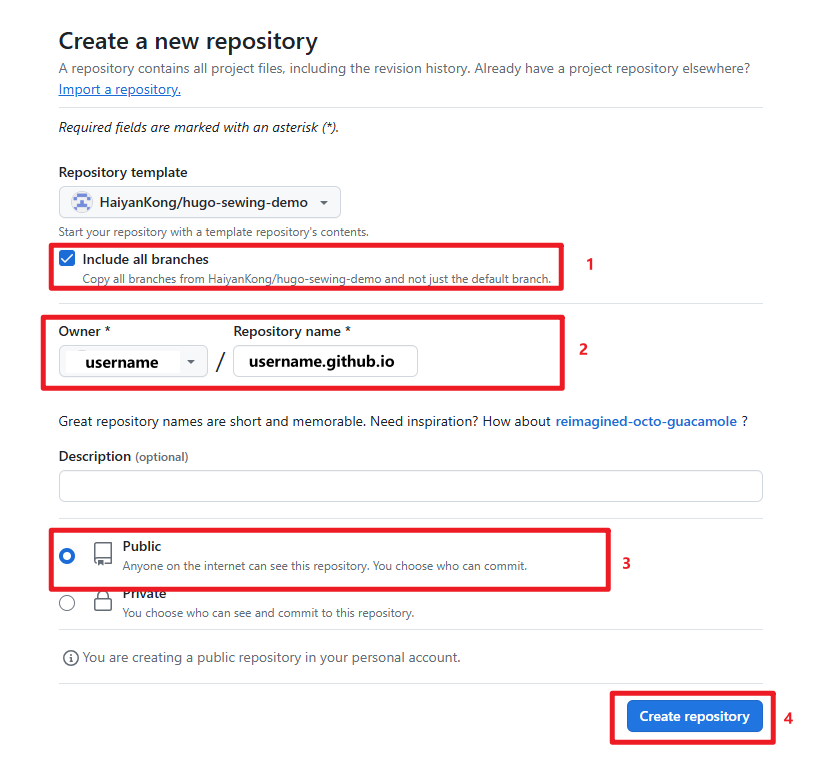 Create a new repository
A repository contains all project files, including the revision history. Already have a project repository elsewhere?
Import a repository.
Required fields are marked with an asterisk (*).
Repository template
HaiyanKong/hugo-sewing-demo
Start your repository with a template repository's contents.
Include all branches
1
Copy all branches from HaiyanKong/hugo-sewing-demo and not just the default branch.
Owner * Repository name *
2
username / username.github.io
Great repository names are short and memorable. Need inspiration? How about reimagined-octo-guacamole ?
Description (optional)
Public
Anyone on the internet can see this repository. You choose who can commit.
3
Private
You choose who can see and commit to this repository.
You are creating a public repository in your personal account.
Create repository
4